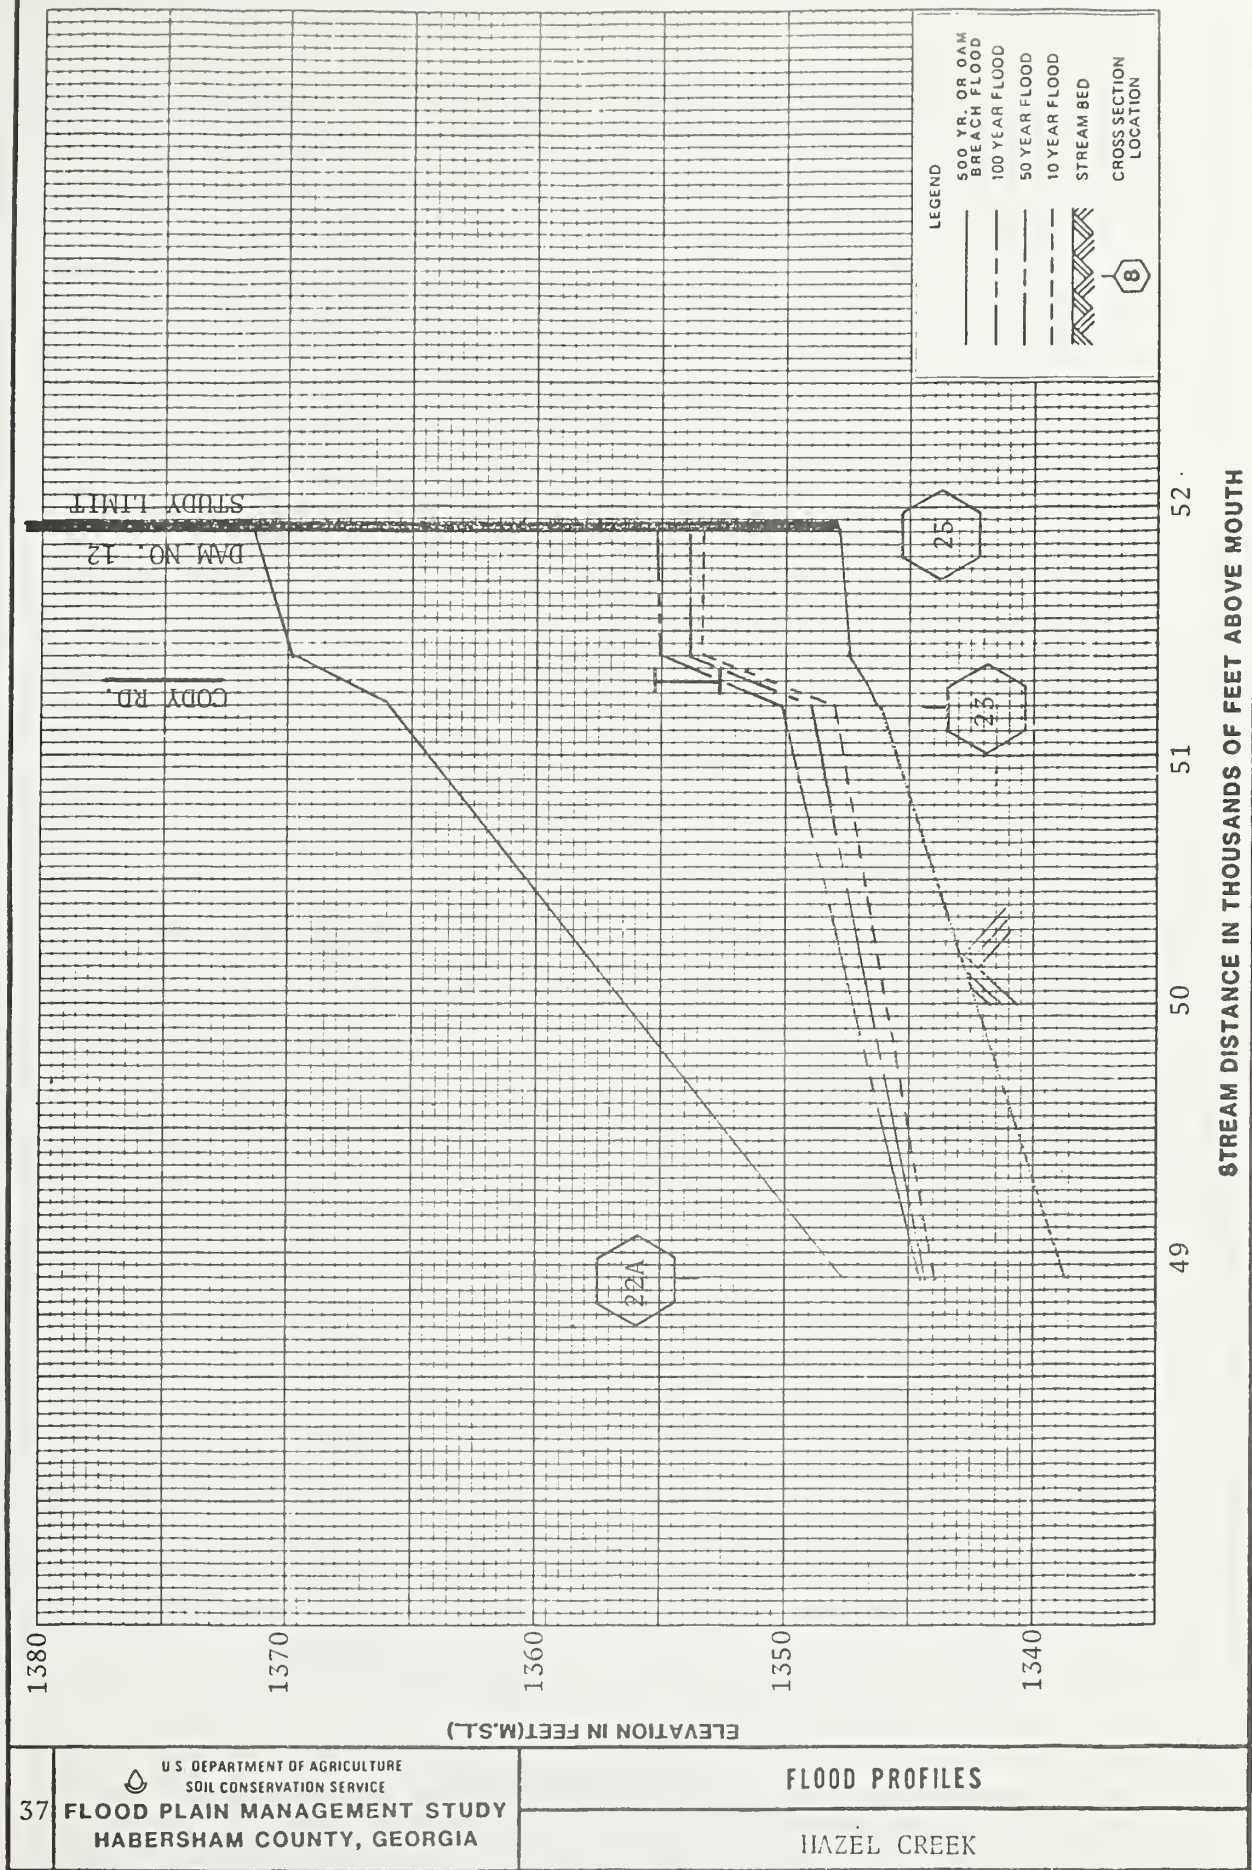 LEGEND
500 YR. OR OAM
BREACH FLOOD
100 YEAR FLOOD
50 YEAR FLOOD
10 YEAR FLOOD
STREAM BED
CROSS SECTION
LOCATION
8
STUDY LIMIT
DAM NO. 12
CODY RD.
25
23
22A
52
51
50
49
STREAM DISTANCE IN THOUSANDS OF FEET ABOVE MOUTH
1380
1370
1360
1350
1340
ELEVATION IN FEET(M.S.L.)
37
U.S. DEPARTMENT OF AGRICULTURE
SOIL CONSERVATION SERVICE
FLOOD PLAIN MANAGEMENT STUDY
HABERSHAM COUNTY, GEORGIA
FLOOD PROFILES
HAZEL CREEK